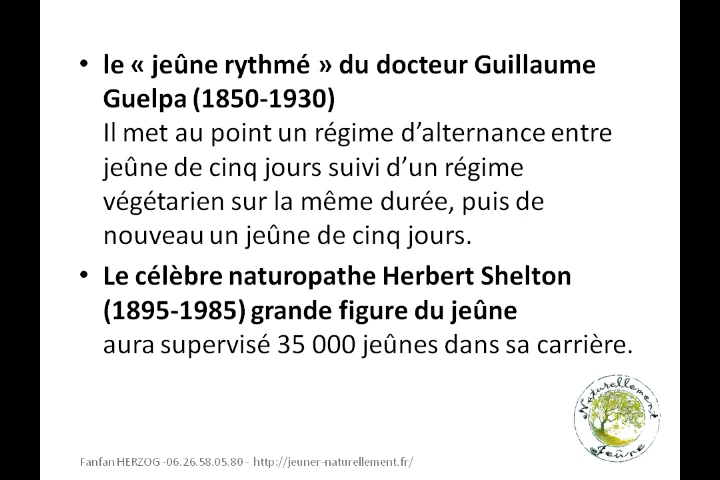 • le « jeûne rythmé » du docteur Guillaume
Guelpa (1850-1930)
Il met au point un régime d’alternance entre
jeûne de cinq jours suivi d’un régime
végétarien sur la même durée, puis de
nouveau un jeûne de cinq jours.
• Le célèbre naturopathe Herbert Shelton
(1895-1985) grande figure du jeûne
aura supervisé 35 000 jeûnes dans sa carrière.
Naturellement
Jeûne
Fanfan HERZOG -06.26.58.05.80 - http://jeuner-naturellement.fr/